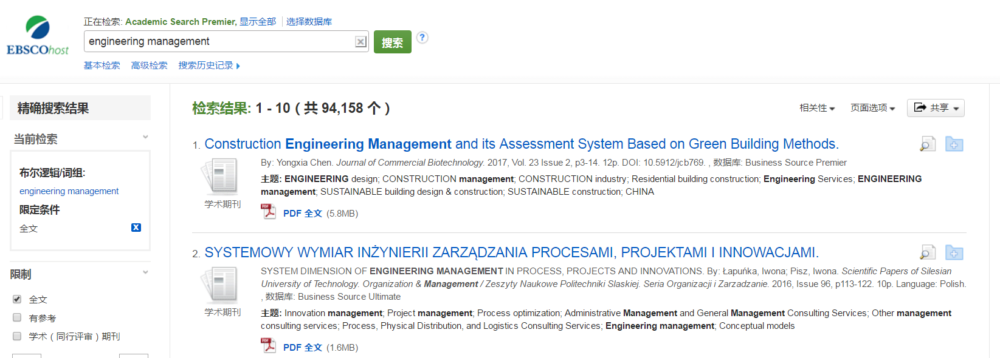 EBSCOhost
正在检索: Academic Search Premier, 显示全部 选择数据库
engineering management
搜索
?
基本检索 高级检索 搜索历史记录
精确搜索结果
当前检索
布尔逻辑/词组:
engineering management
限定条件
全文
X
限制
全文
有参考
学术（同行评审）期刊
检索结果: 1 - 10（共 94,158 个）
相关性 页面选项 共享
1. Construction Engineering Management and its Assessment System Based on Green Building Methods.
By: Yongxia Chen. Journal of Commercial Biotechnology. 2017, Vol. 23 Issue 2, p3-14. 12p. DOI: 10.5912/jcb769. , 数据库: Business Source Premier
主题: ENGINEERING design; CONSTRUCTION management; CONSTRUCTION industry; Residential building construction; Engineering Services; ENGINEERING
management; SUSTAINABLE building design & construction; SUSTAINABLE construction; CHINA
学术期刊
PDF 全文 (5.8MB)
2. SYSTEMOWY WYMIAR INŻYNIERII ZARZĄDZANIA PROCESAMI, PROJEKTAMI I INNOWACJAMI.
SYSTEM DIMENSION OF ENGINEERING MANAGEMENT IN PROCESS, PROJECTS AND INNOVATIONS. By: Łapuńka, Iwona; Pisz, Iwona. Scientific Papers of Silesian
University of Technology. Organization & Management / Zeszyty Naukowe Politechniki Slaskiej. Seria Organizacji i Zarzadzanie. 2016, Issue 96, p113-122. 10p. Language: Polish.
, 数据库: Business Source Ultimate
学术期刊
主题: Innovation management; Project management; Process optimization; Administrative Management and General Management Consulting Services; Other management
consulting services; Process, Physical Distribution, and Logistics Consulting Services; Engineering management; Conceptual models
PDF 全文 (1.6MB)